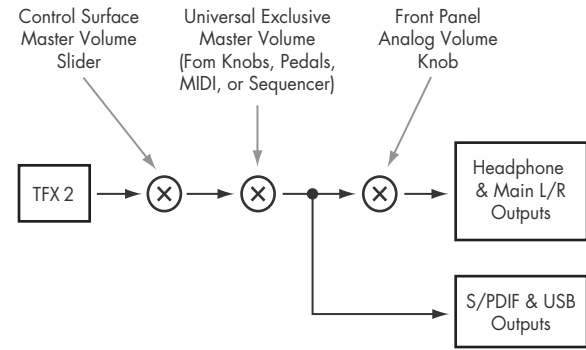 Control Surface
Master Volume
Slider
Universal Exclusive
Master Volume
(Fom Knobs, Pedals,
MIDI, or Sequencer)
Front Panel
Analog Volume
Knob
TFX 2
Headphone
& Main L/R
Outputs
S/PDIF & USB
Outputs